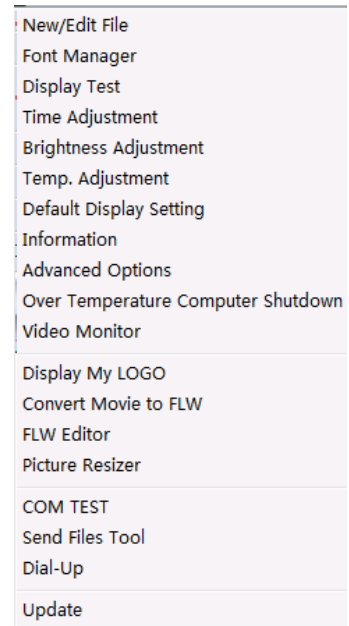 New/Edit File
Font Manager
Display Test
Time Adjustment
Brightness Adjustment
Temp. Adjustment
Default Display Setting
Information
Advanced Options
Over Temperature Computer Shutdown
Video Monitor
Display My LOGO
Convert Movie to FLW
FLW Editor
Picture Resizer
COM TEST
Send Files Tool
Dial-Up
Update